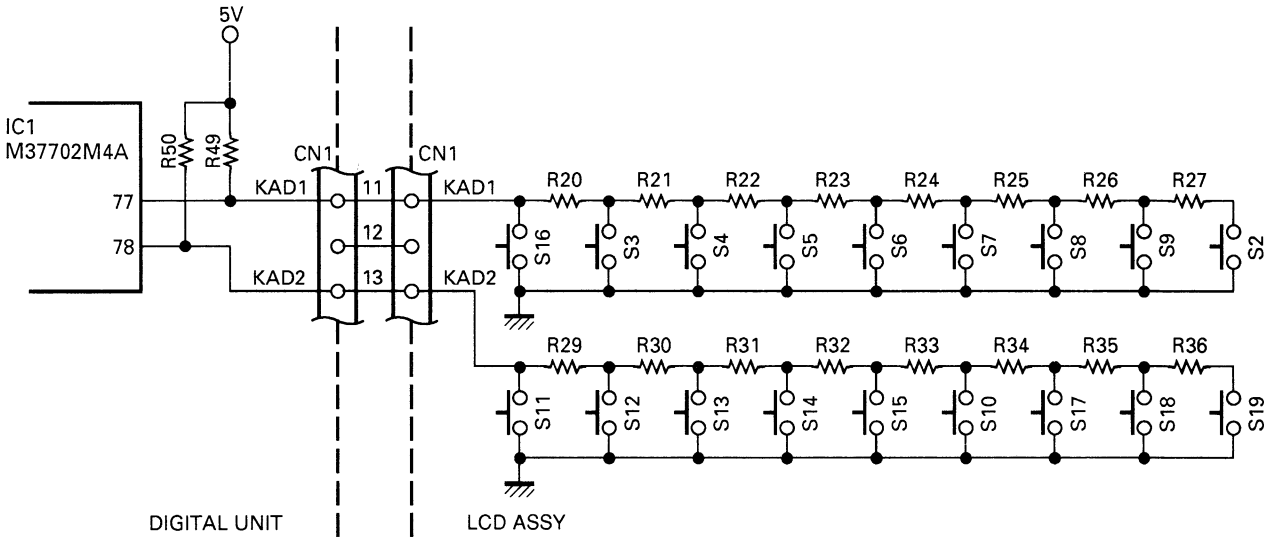 5V
IC1
M37702M4A
R50
R49
CN1
CN1
77
KAD1
11
KAD1
78
12
KAD2
13
KAD2
R20 R21 R22 R23 R24 R25 R26 R27
S16 S3 S4 S5 S6 S7 S8 S9 S2
R29 R30 R31 R32 R33 R34 R35 R36
S11 S12 S13 S14 S15 S10 S17 S18 S19
DIGITAL UNIT
LCD ASSY